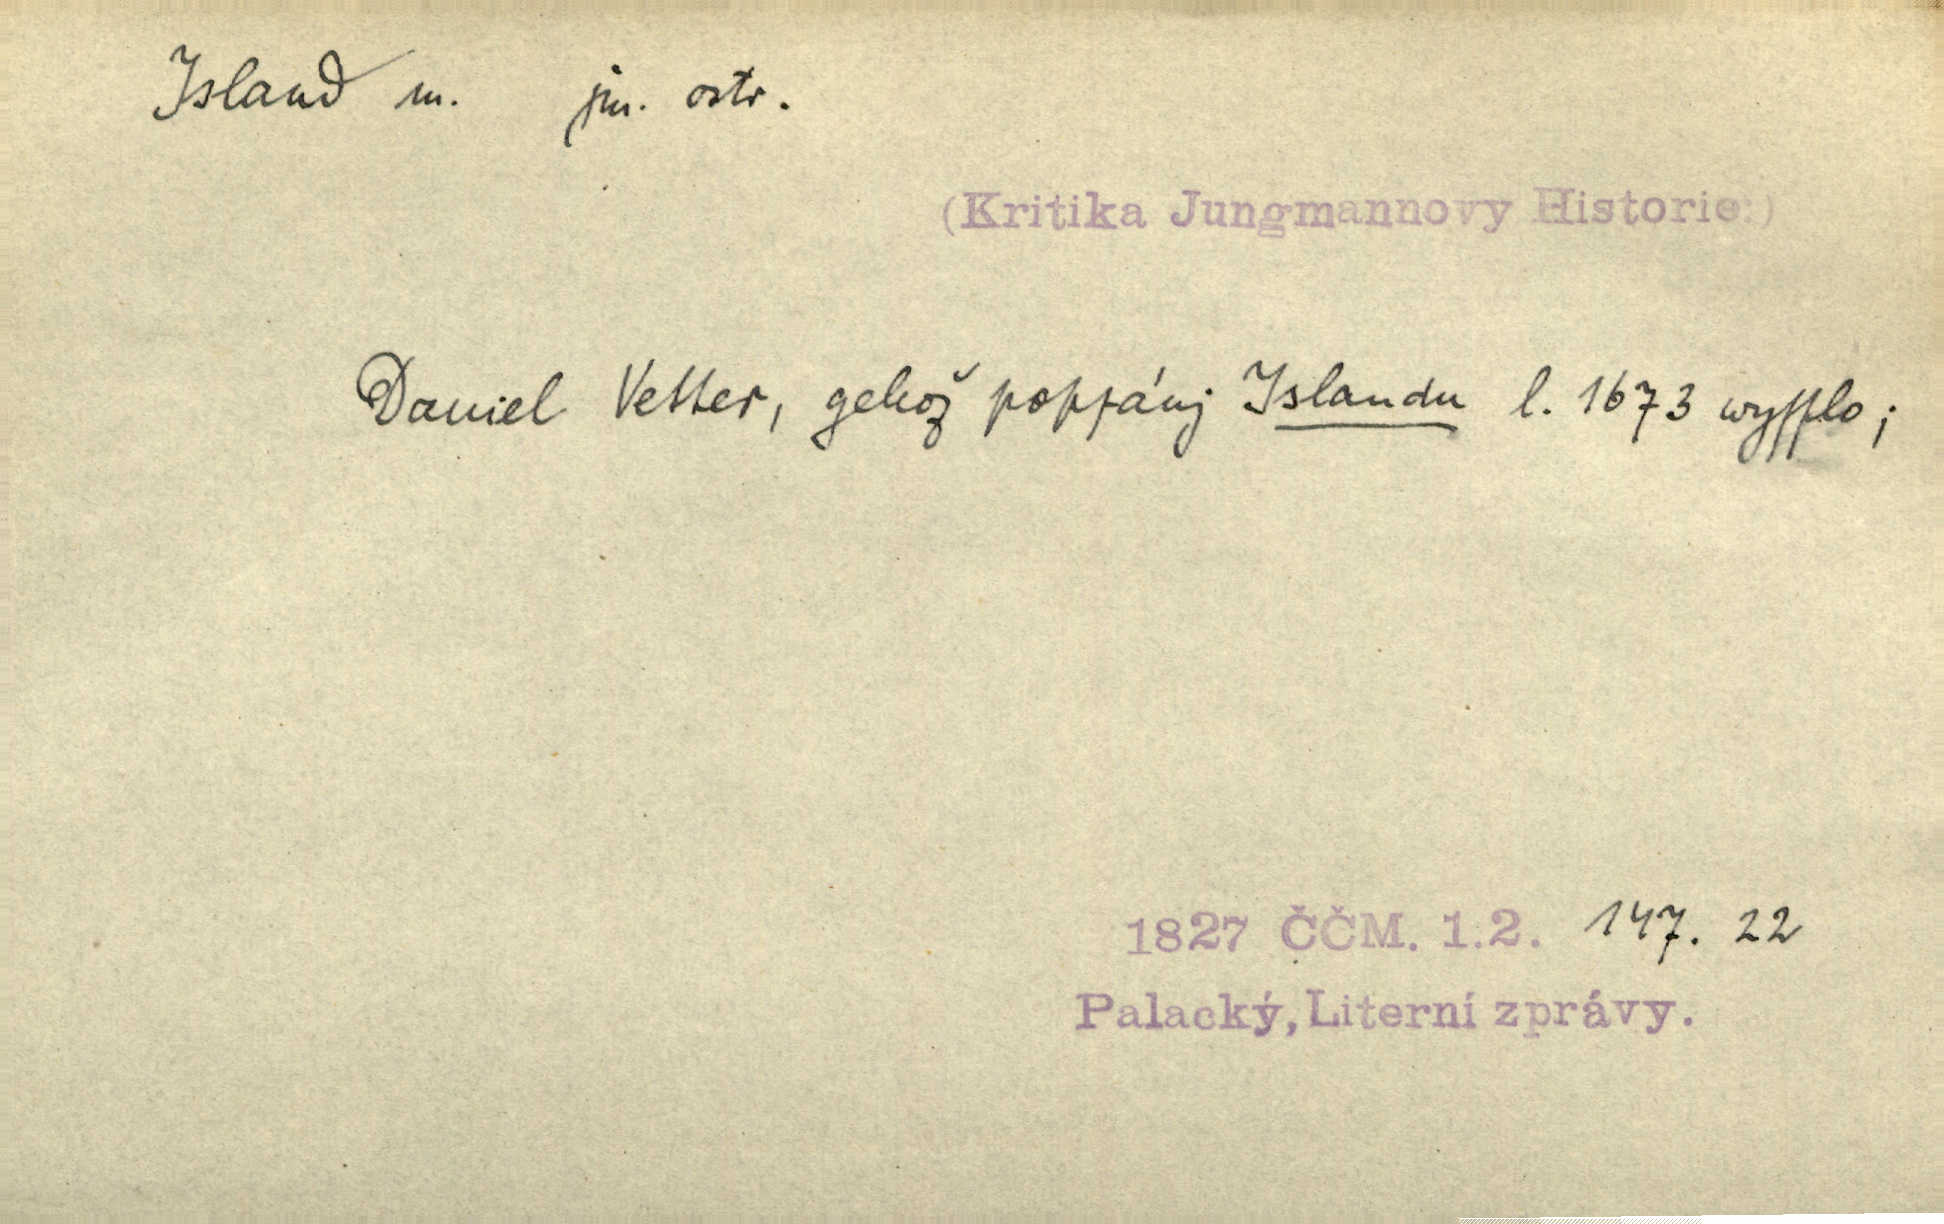 Island m. jm. ostr.
(Kritika Jungmannovy Historie.)
Daniel Vetter, gehož popſánj Islandu l. 1673 wyſſlo;
1827 ČČM. 1.2. 147. 22
Palacký, Literní zprávy.